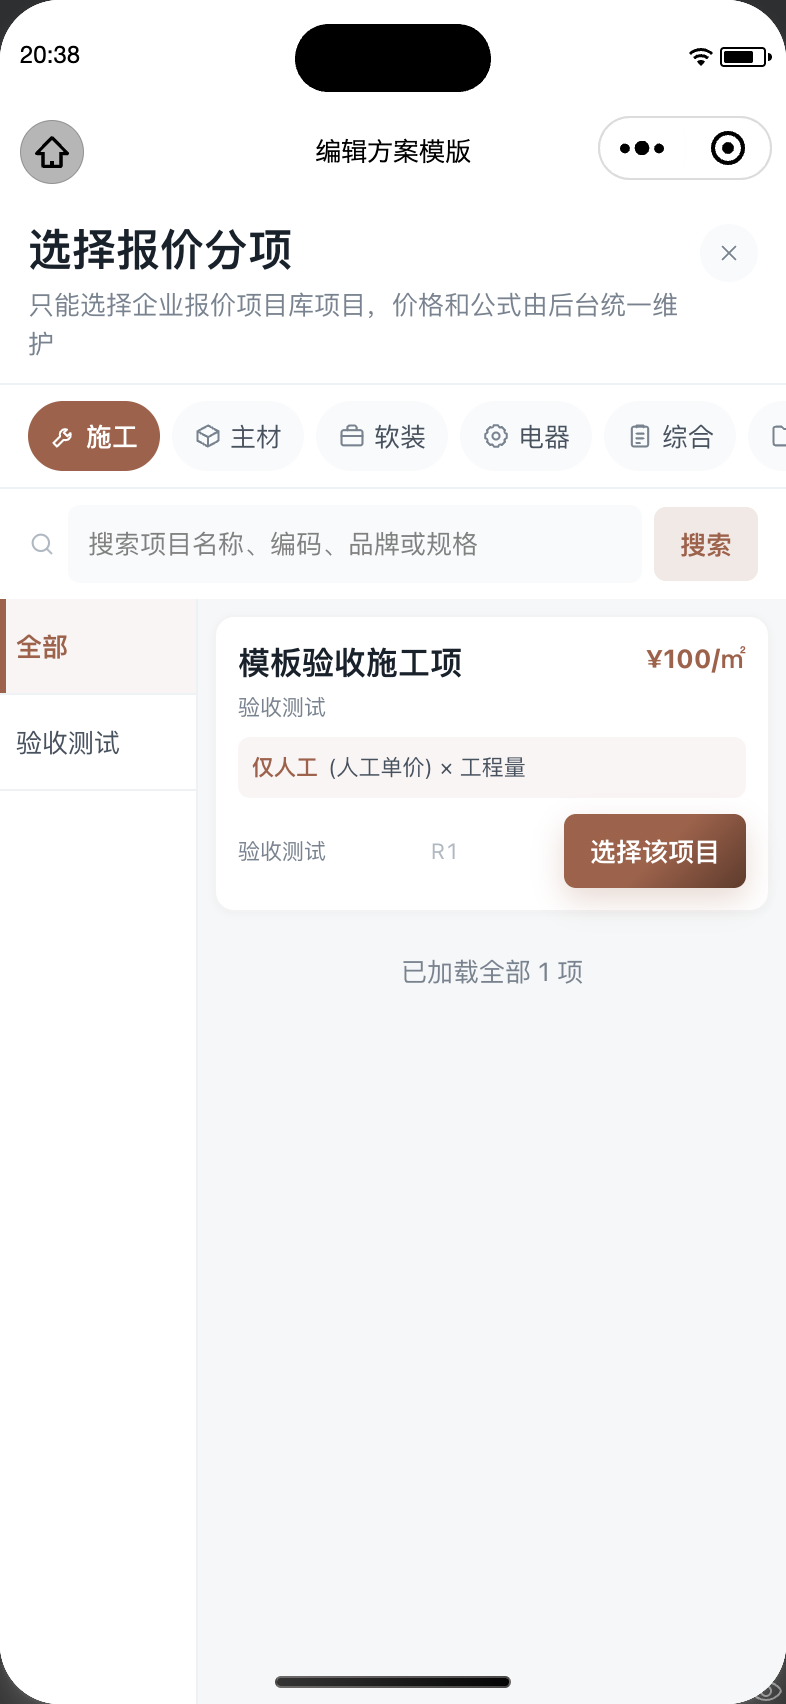 20:38
编辑方案模版
选择报价分项
只能选择企业报价项目库项目，价格和公式由后台统一维
护
施工 主材 软装 电器 综合
搜索项目名称、编码、品牌或规格 搜索
全部
验收测试
模板验收施工项 ¥100/㎡
验收测试
仅人工 (人工单价) × 工程量
验收测试 R1 选择该项目
已加载全部 1 项